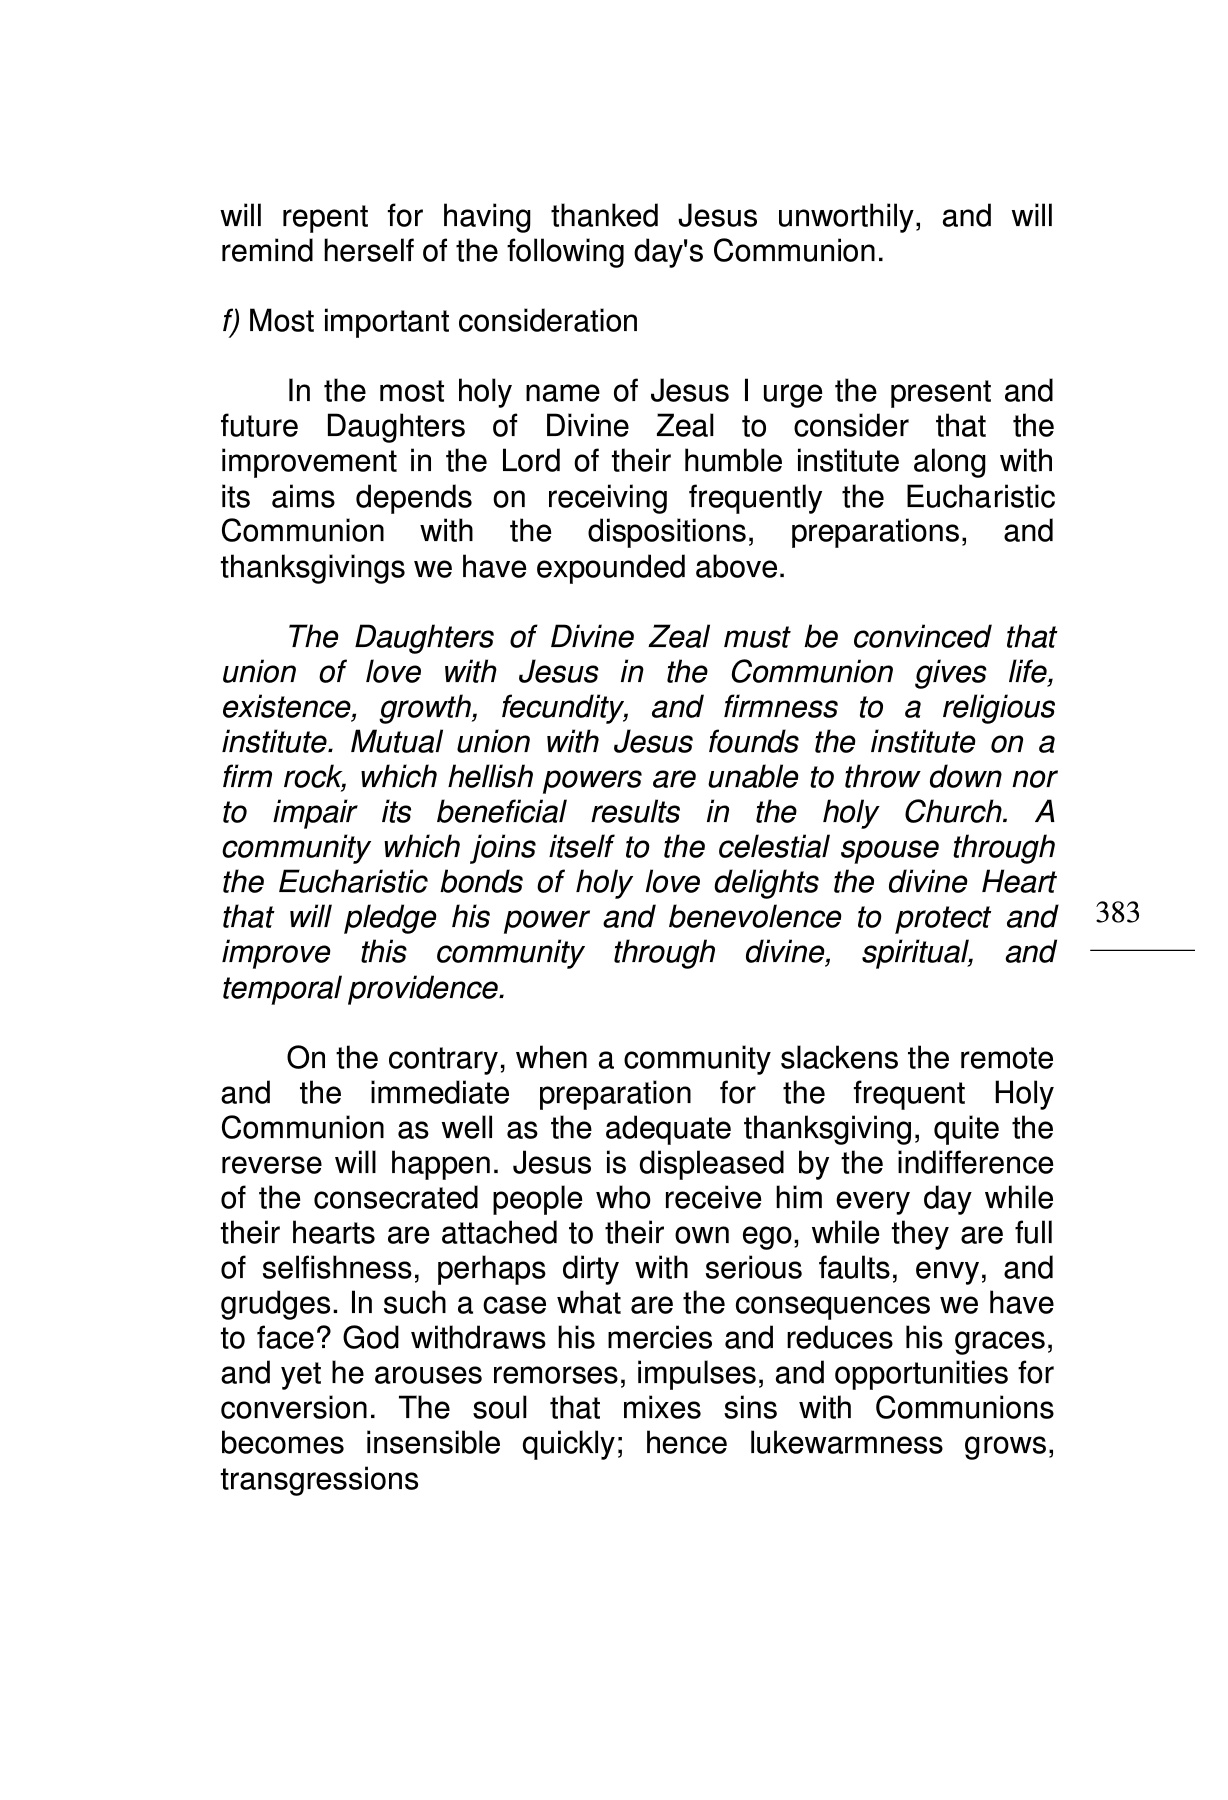 will repent for having thanked Jesus unworthily, and will
remind herself of the following day's Communion.
f) Most important consideration
In the most holy name of Jesus I urge the present and
future Daughters of Divine Zeal to consider that the
improvement in the Lord of their humble institute along with
its aims depends on receiving frequently the Eucharistic
Communion with the dispositions, preparations, and
thanksgivings we have expounded above.
The Daughters of Divine Zeal must be convinced that
union of love with Jesus in the Communion gives life,
existence, growth, fecundity, and firmness to a religious
institute. Mutual union with Jesus founds the institute on a
firm rock, which hellish powers are unable to throw down nor
to impair its beneficial results in the holy Church. A
community which joins itself to the celestial spouse through
the Eucharistic bonds of holy love delights the divine Heart
that will pledge his power and benevolence to protect and
improve this community through divine, spiritual, and
temporal providence.
383
On the contrary, when a community slackens the remote
and the immediate preparation for the frequent Holy
Communion as well as the adequate thanksgiving, quite the
reverse will happen. Jesus is displeased by the indifference
of the consecrated people who receive him every day while
their hearts are attached to their own ego, while they are full
of selfishness, perhaps dirty with serious faults, envy, and
grudges. In such a case what are the consequences we have
to face? God withdraws his mercies and reduces his graces,
and yet he arouses remorses, impulses, and opportunities for
conversion. The soul that mixes sins with Communions
becomes insensible quickly; hence lukewarmness grows,
transgressions